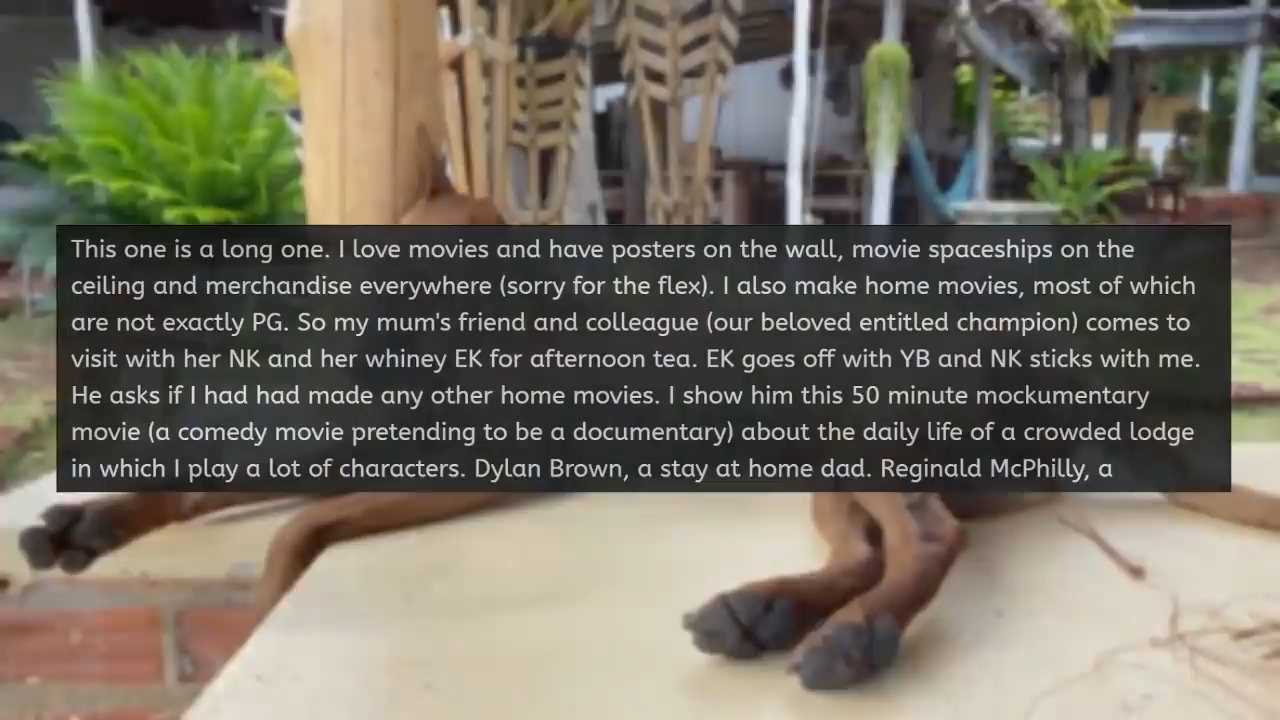 This one is a long one. I love movies and have posters on the wall, movie spaceships on the
ceiling and merchandise everywhere (sorry for the flex). I also make home movies, most of which
are not exactly PG. So my mum's friend and colleague (our beloved entitled champion) comes to
visit with her NK and her whiney EK for afternoon tea. EK goes off with YB and NK sticks with me.
He asks if I had had made any other home movies. I show him this 50 minute mockumentary
movie (a comedy movie pretending to be a documentary) about the daily life of a crowded lodge
in which I play a lot of characters. Dylan Brown, a stay at home dad. Reginald McPhilly, a